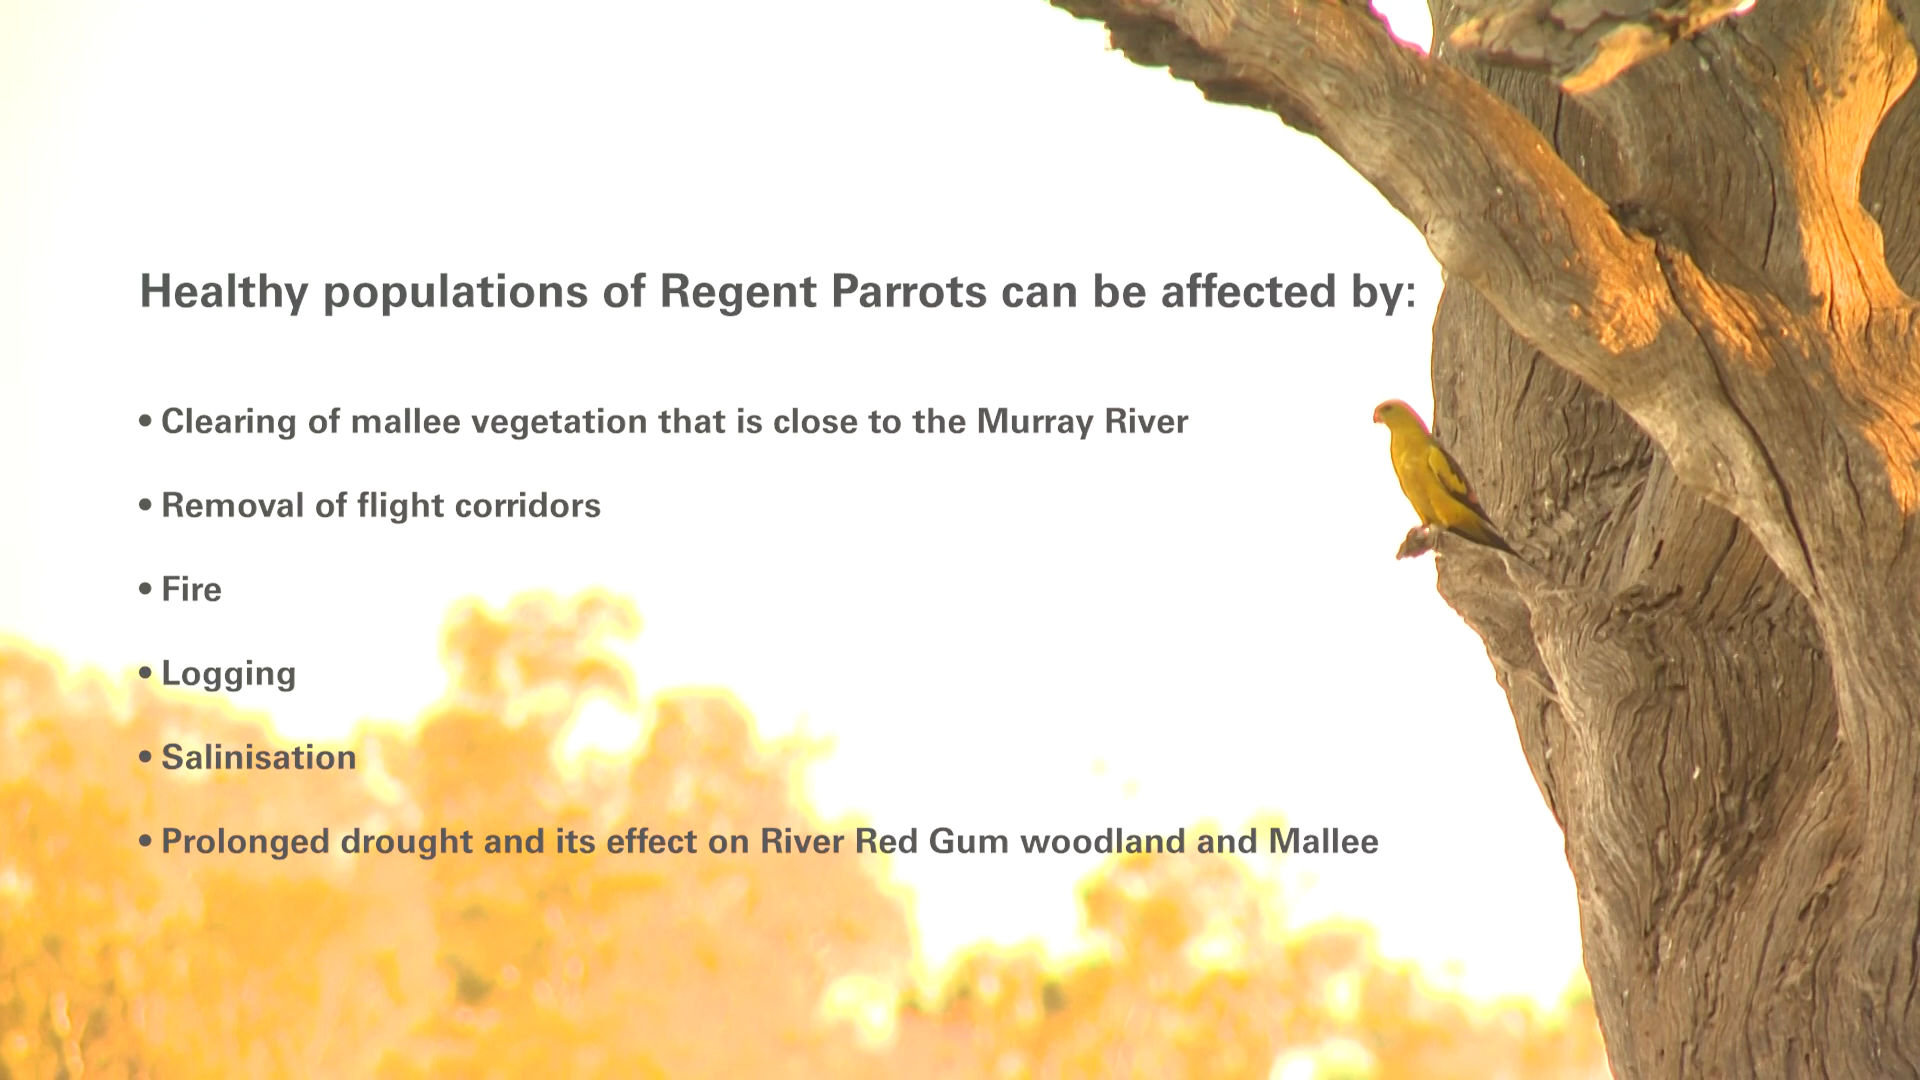 Healthy populations of Regent Parrots can be affected by:
• Clearing of mallee vegetation that is close to the Murray River
• Removal of flight corridors
• Fire
• Logging
• Salinisation
• Prolonged drought and its effect on River Red Gum woodland and Mallee